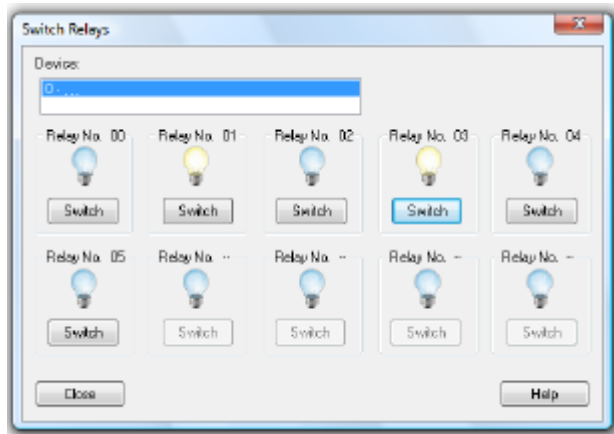 Switch Relays
Device:
0 - ...
Relay No. 00 Relay No. 01 Relay No. 02 Relay No. 03 Relay No. 04
Switch Switch Switch Switch Switch
Relay No. 05 Relay No. -- Relay No. -- Relay No. -- Relay No. --
Switch Switch Switch Switch Switch
Close Help